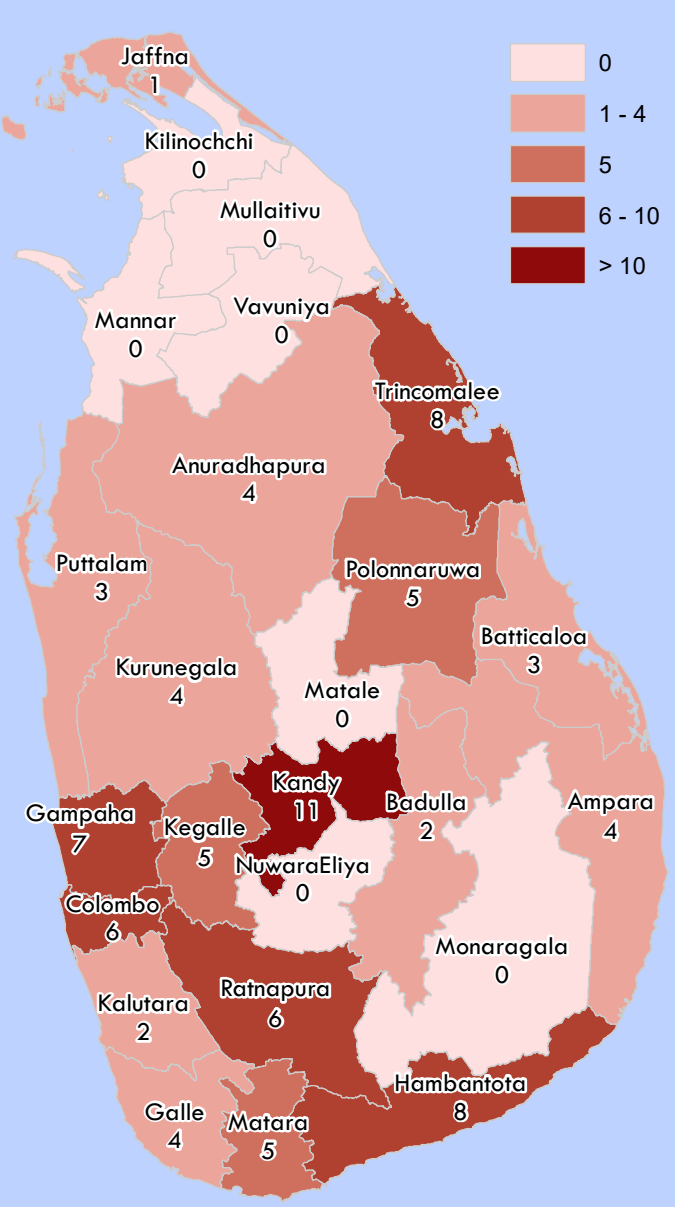 Jaffna
1
0
1 - 4
5
6 - 10
> 10
Kilinochchi
0
Mullaitivu
0
Mannar
0
Vavuniya
0
Trincomalee
8
Anuradhapura
4
Puttalam
3
Polonnaruwa
5
Batticaloa
3
Kurunegala
4
Matale
0
Kandy
11
Gampaha
7
Kegalle
5
Badulla
2
Ampara
4
NuwaraEliya
0
Colombo
6
Monaragala
0
Ratnapura
6
Kalutara
2
Hambantota
8
Galle
4
Matara
5